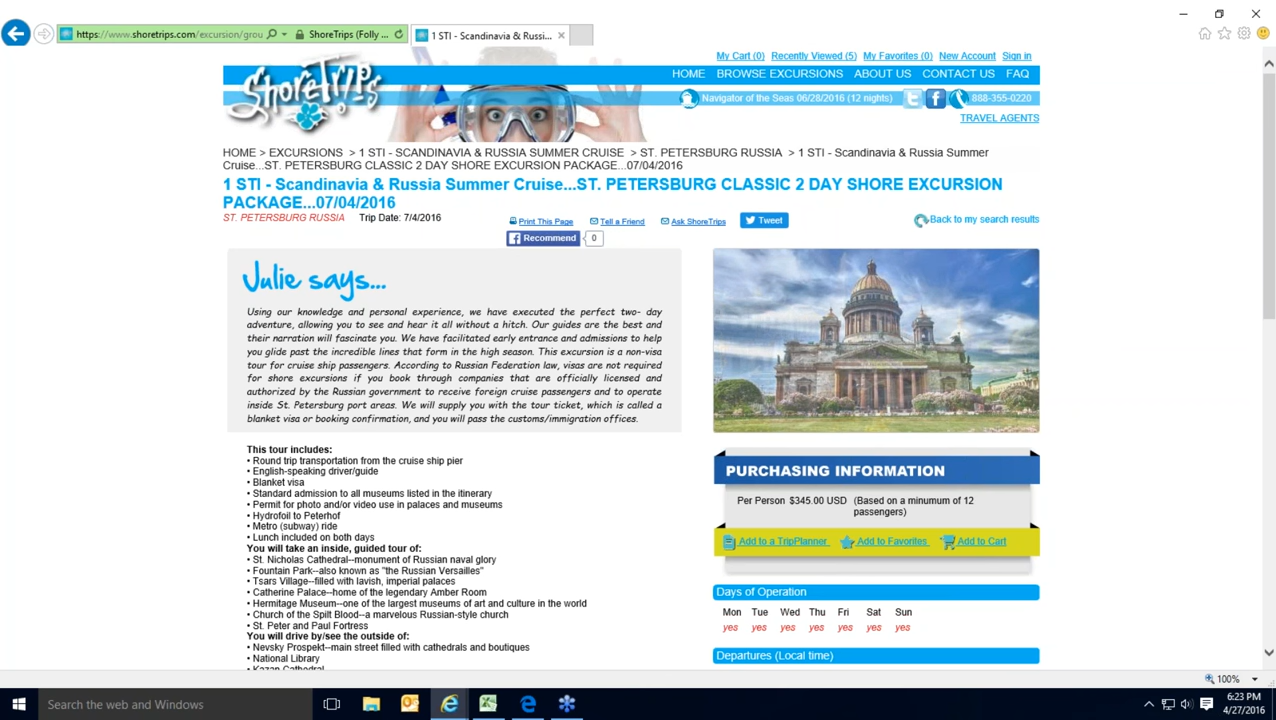 https://www.shoretrips.com/excursion/grou
ShoreTrips (Folly ...
1 STI - Scandinavia & Russi...
My Cart (0) Recently Viewed (5) My Favorites (0) New Account Sign in
ShoreTrips
HOME BROWSE EXCURSIONS ABOUT US CONTACT US FAQ
Navigator of the Seas 06/28/2016 (12 nights) 888-355-0220
TRAVEL AGENTS
HOME > EXCURSIONS > 1 STI - SCANDINAVIA & RUSSIA SUMMER CRUISE > ST. PETERSBURG RUSSIA > 1 STI - Scandinavia & Russia Summer
Cruise...ST. PETERSBURG CLASSIC 2 DAY SHORE EXCURSION PACKAGE...07/04/2016
1 STI - Scandinavia & Russia Summer Cruise...ST. PETERSBURG CLASSIC 2 DAY SHORE EXCURSION
PACKAGE...07/04/2016
ST. PETERSBURG RUSSIA Trip Date: 7/4/2016
Print This Page Tell a Friend Ask ShoreTrips Tweet
Back to my search results
Recommend 0
Julie says...
Using our knowledge and personal experience, we have executed the perfect two- day
adventure, allowing you to see and hear it all without a hitch. Our guides are the best and
their narration will fascinate you. We have facilitated early entrance and admissions to help
you glide past the incredible lines that form in the high season. This excursion is a non-visa
tour for cruise ship passengers. According to Russian Federation law, visas are not required
for shore excursions if you book through companies that are officially licensed and
authorized by the Russian government to receive foreign cruise passengers and to operate
inside St. Petersburg port areas. We will supply you with the tour ticket, which is called a
blanket visa or booking confirmation, and you will pass the customs/immigration offices.
This tour includes:
• Round trip transportation from the cruise ship pier
• English-speaking driver/guide
• Blanket visa
• Standard admission to all museums listed in the itinerary
• Permit for photo and/or video use in palaces and museums
• Hydrofoil to Peterhof
• Metro (subway) ride
• Lunch included on both days
You will take an inside, guided tour of:
• St. Nicholas Cathedral--monument of Russian naval glory
• Fountain Park--also known as "the Russian Versailles"
• Tsars Village--filled with lavish, imperial palaces
• Catherine Palace--home of the legendary Amber Room
• Hermitage Museum--one of the largest museums of art and culture in the world
• Church of the Spilt Blood--a marvelous Russian-style church
• St. Peter and Paul Fortress
You will drive by/see the outside of:
• Nevsky Prospekt--main street filled with cathedrals and boutiques
• National Library
• Kazan Cathedral
PURCHASING INFORMATION
Per Person $345.00 USD (Based on a minumum of 12
passengers)
Add to a TripPlanner Add to Favorites Add to Cart
Days of Operation
Mon Tue Wed Thu Fri Sat Sun
yes yes yes yes yes yes yes
Departures (Local time)
100%
Search the web and Windows
6:23 PM
4/27/2016